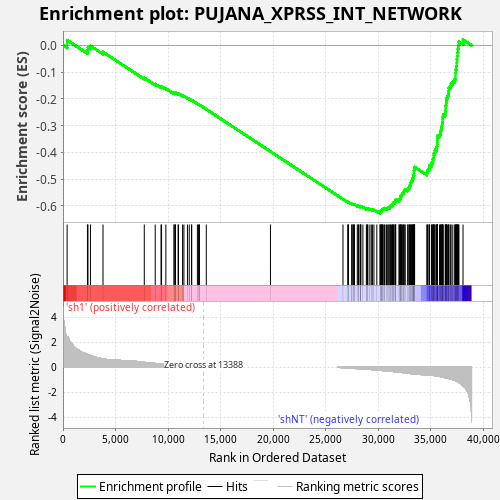 Enrichment plot: PUJANA_XPRSS_INT_NETWORK
Enrichment score (ES)
0.0
-0.1
-0.2
-0.3
-0.4
-0.5
-0.6
'sh1' (positively correlated)
Ranked list metric (Signal2Noise)
4
2
0
-2
-4
Zero cross at 13388
'shNT' (negatively correlated)
0
5,000
10,000
15,000
20,000
25,000
30,000
35,000
40,000
Rank in Ordered Dataset
Enrichment profile
Hits
Ranking metric scores